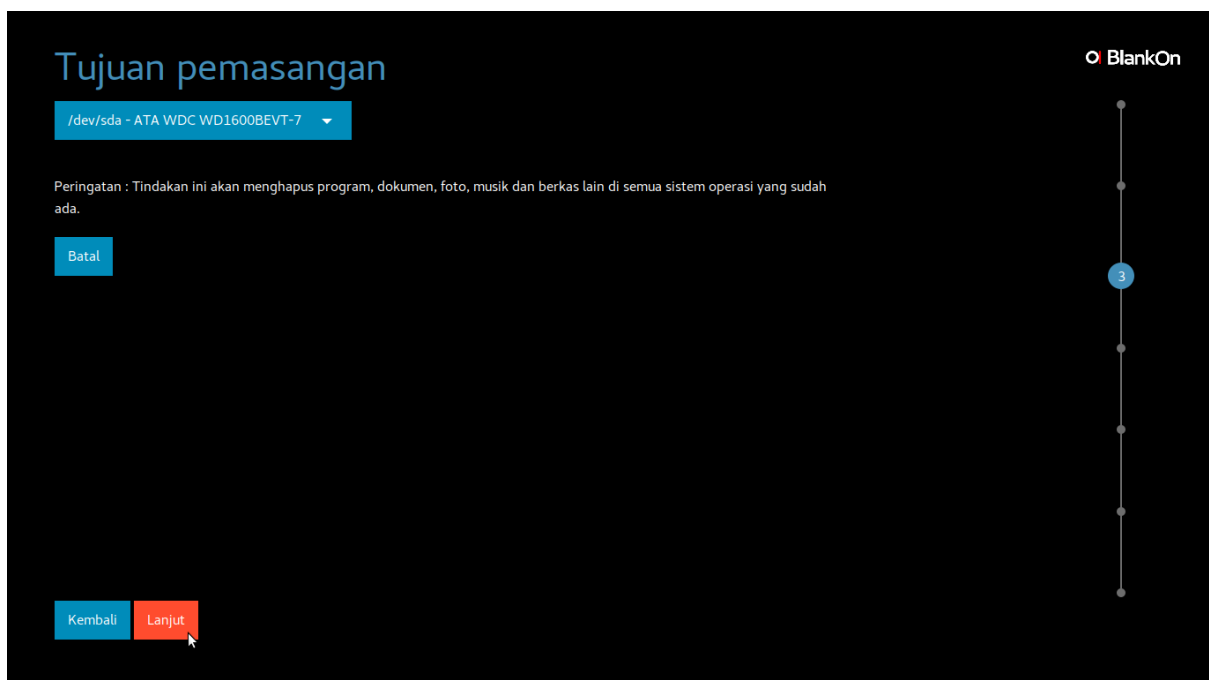 Tujuan pemasangan
BlankOn
/dev/sda - ATA WDC WD1600BEVT-7
Peringatan : Tindakan ini akan menghapus program, dokumen, foto, musik dan berkas lain di semua sistem operasi yang sudah
ada.
Batal
3
Kembali
Lanjut